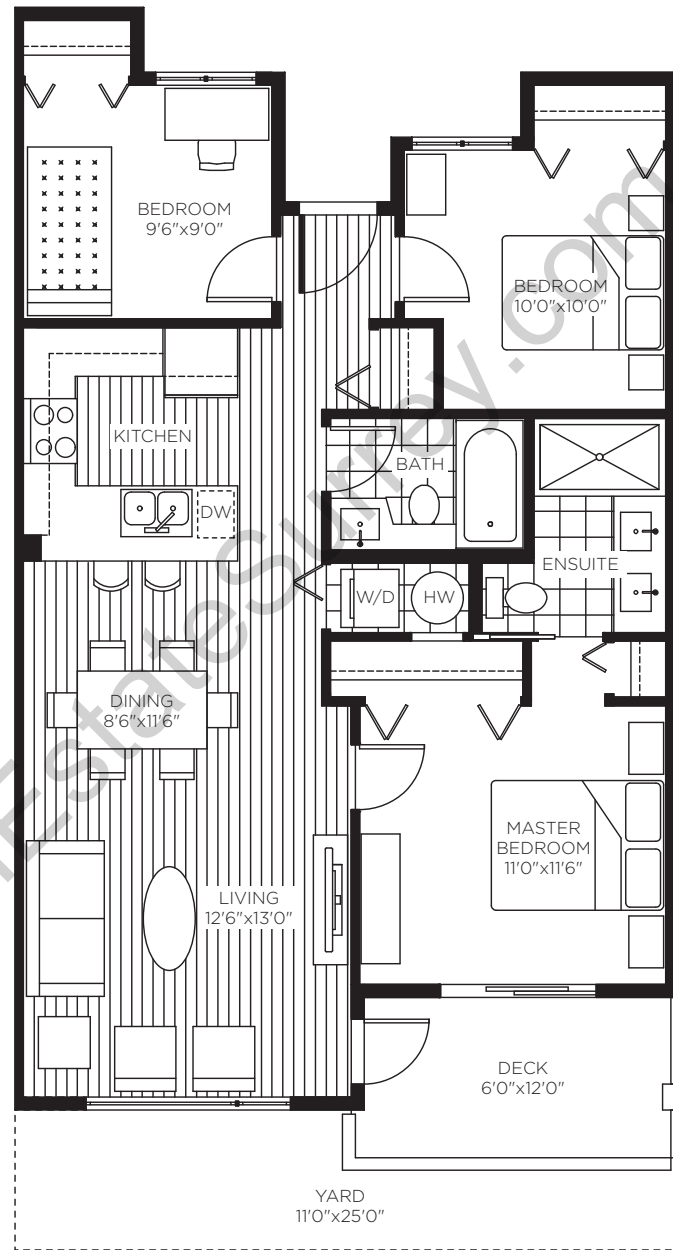 BEDROOM
9'6"x9'0"
BEDROOM
10'0"x10'0"
KITCHEN
BATH
DW
ENSUITE
W/D
HW
DINING
8'6"x11'6"
MASTER
BEDROOM
11'0"x11'6"
LIVING
12'6"x13'0"
DECK
6'0"x12'0"
YARD
11'0"x25'0"
EstateSurrey.com